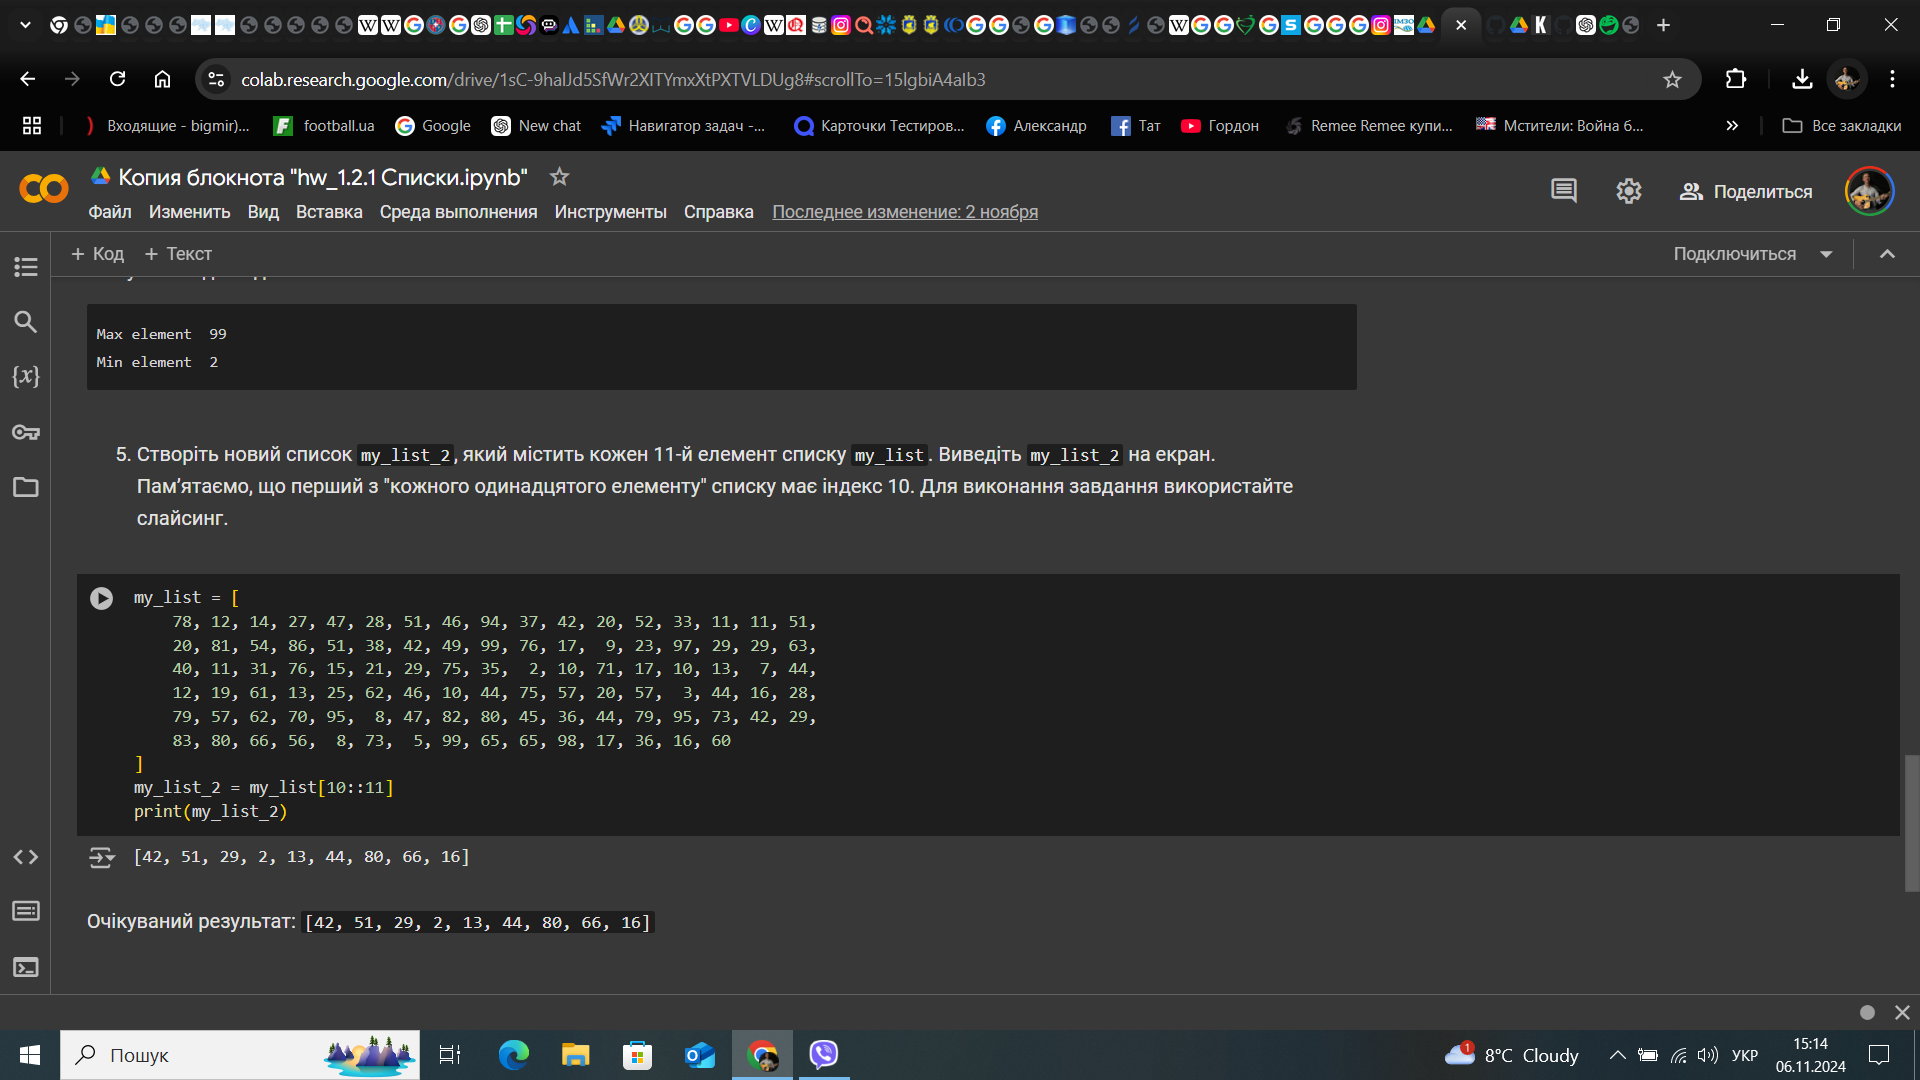 colab.research.google.com/drive/1sC-9halJd5SfWr2XITYmxXtPXTVLDUg8#scrollTo=15lgbiA4aIb3
Входящие - bigmir)... football.ua Google New chat Навигатор задач -... Карточки Тестиров... Александр Тат Гордон Remee Remee купи... Мстители: Война б... » Все закладки
Копия блокнота "hw_1.2.1 Списки.ipynb"
Поделиться
Файл Изменить Вид Вставка Среда выполнения Инструменты Справка Последнее изменение: 2 ноября
+ Код + Текст Подключиться
Max element  99
Min element  2
5. Створіть новий список my_list_2, який містить кожен 11-й елемент списку my_list. Виведіть my_list_2 на екран.
Пам’ятаємо, що перший з "кожного одинадцятого елементу" списку має індекс 10. Для виконання завдання використайте
слайсинг.
my_list = [
78, 12, 14, 27, 47, 28, 51, 46, 94, 37, 42, 20, 52, 33, 11, 11, 51,
20, 81, 54, 86, 51, 38, 42, 49, 99, 76, 17,  9, 23, 97, 29, 29, 63,
40, 11, 31, 76, 15, 21, 29, 75, 35,  2, 10, 71, 17, 10, 13,  7, 44,
12, 19, 61, 13, 25, 62, 46, 10, 44, 75, 57, 20, 57,  3, 44, 16, 28,
79, 57, 62, 70, 95,  8, 47, 82, 80, 45, 36, 44, 79, 95, 73, 42, 29,
83, 80, 66, 56,  8, 73,  5, 99, 65, 65, 98, 17, 36, 16, 60
]
my_list_2 = my_list[10::11]
print(my_list_2)
[42, 51, 29, 2, 13, 44, 80, 66, 16]
Очікуваний результат: [42, 51, 29, 2, 13, 44, 80, 66, 16]
Пошук
1
8°C Cloudy
УКР
15:14
06.11.2024